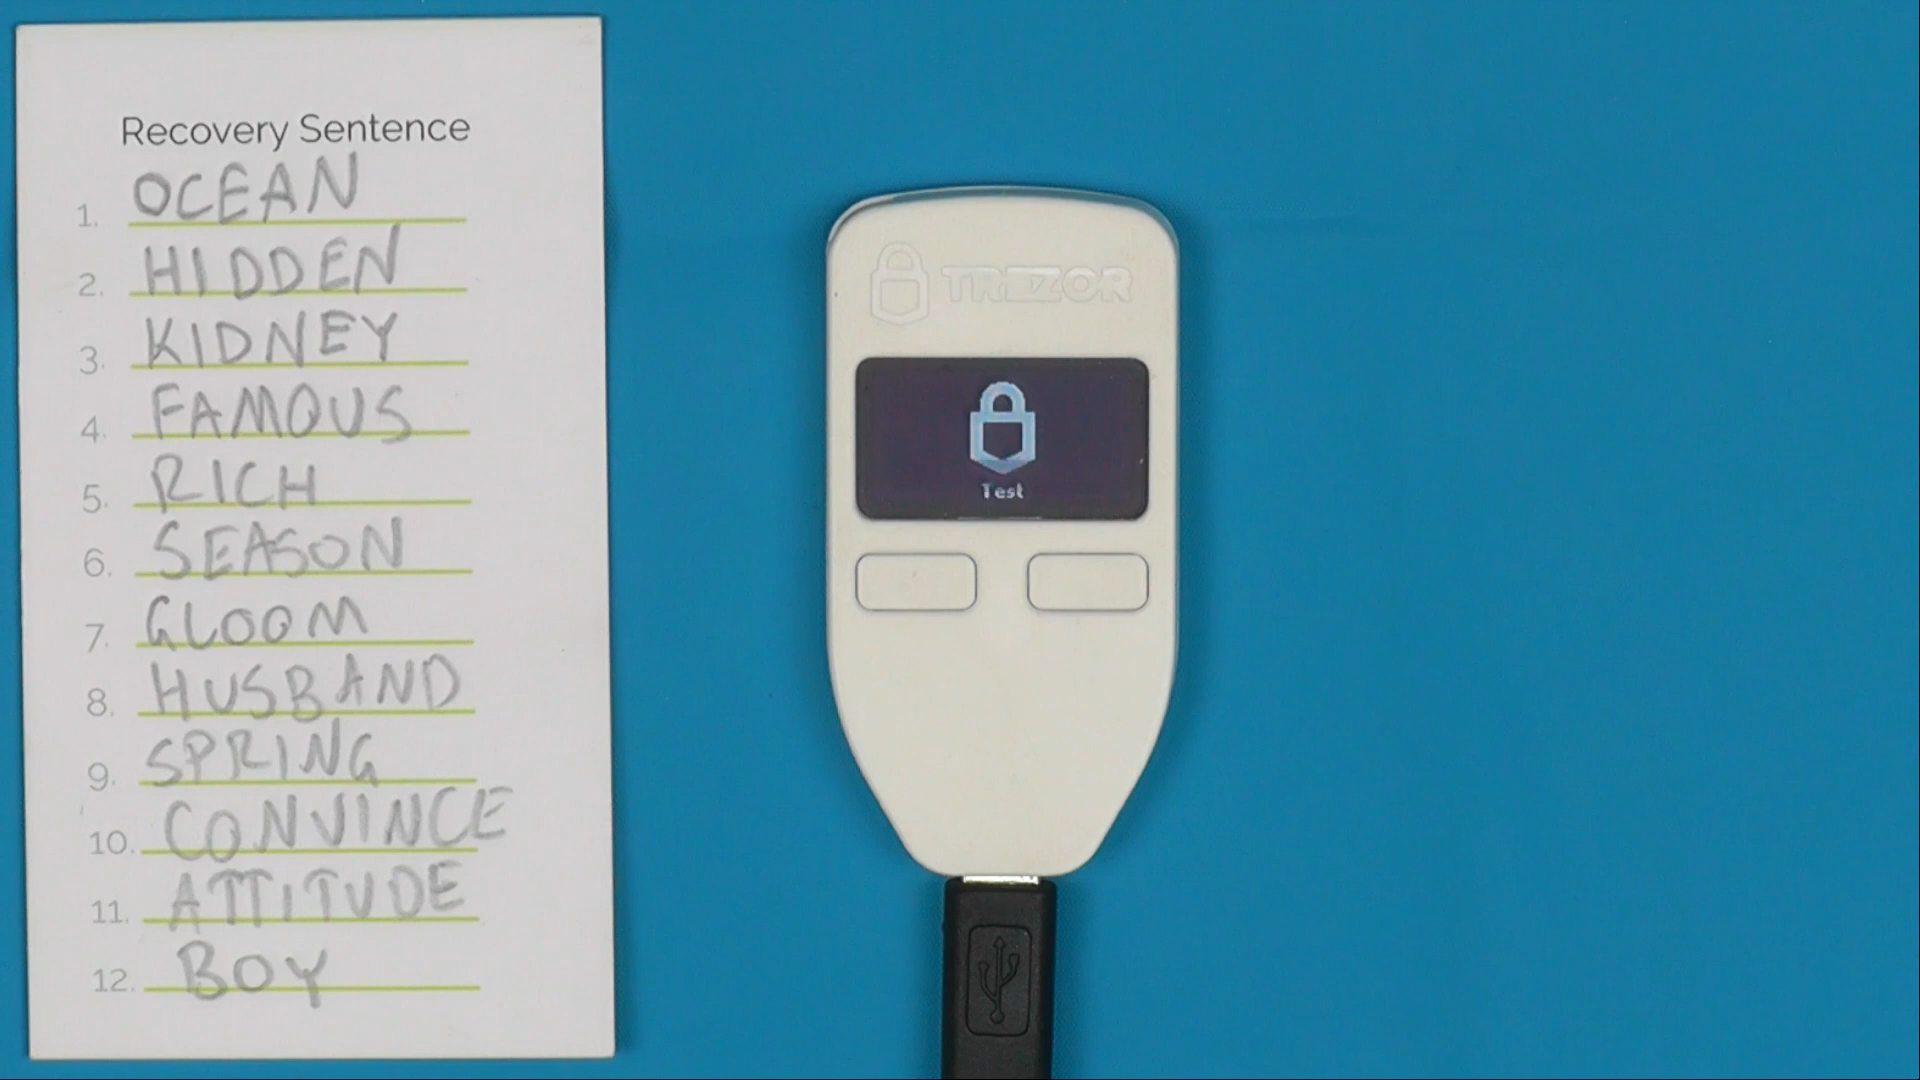 Recovery Sentence
1. OCEAN
2. HIDDEN
3. KIDNEY
4. FAMOUS
5. RICH
6. SEASON
7. GLOOM
8. HUSBAND
9. SPRING
10. CONVINCE
11. ATTITUDE
12. BOY
TREZOR
Test